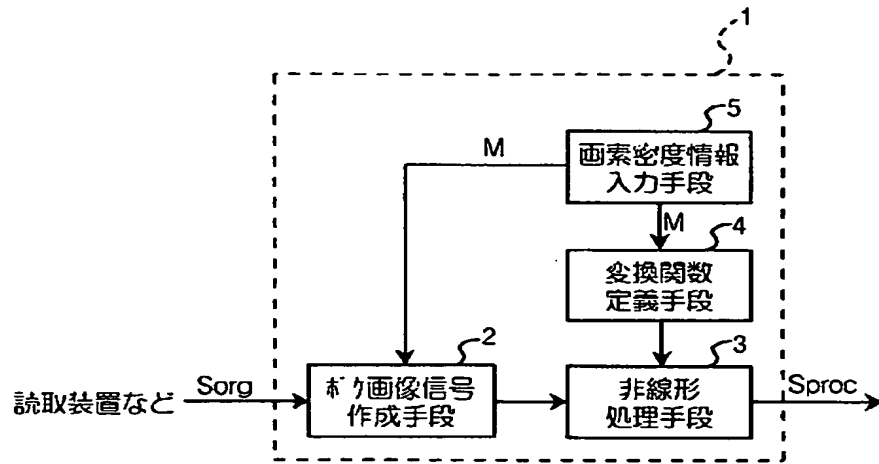 1
5
M
画素密度情報
入力手段
M
4
変換関数
定義手段
2
3
読取装置など
Sorg
ボケ画像信号
作成手段
非線形
処理手段
Sproc